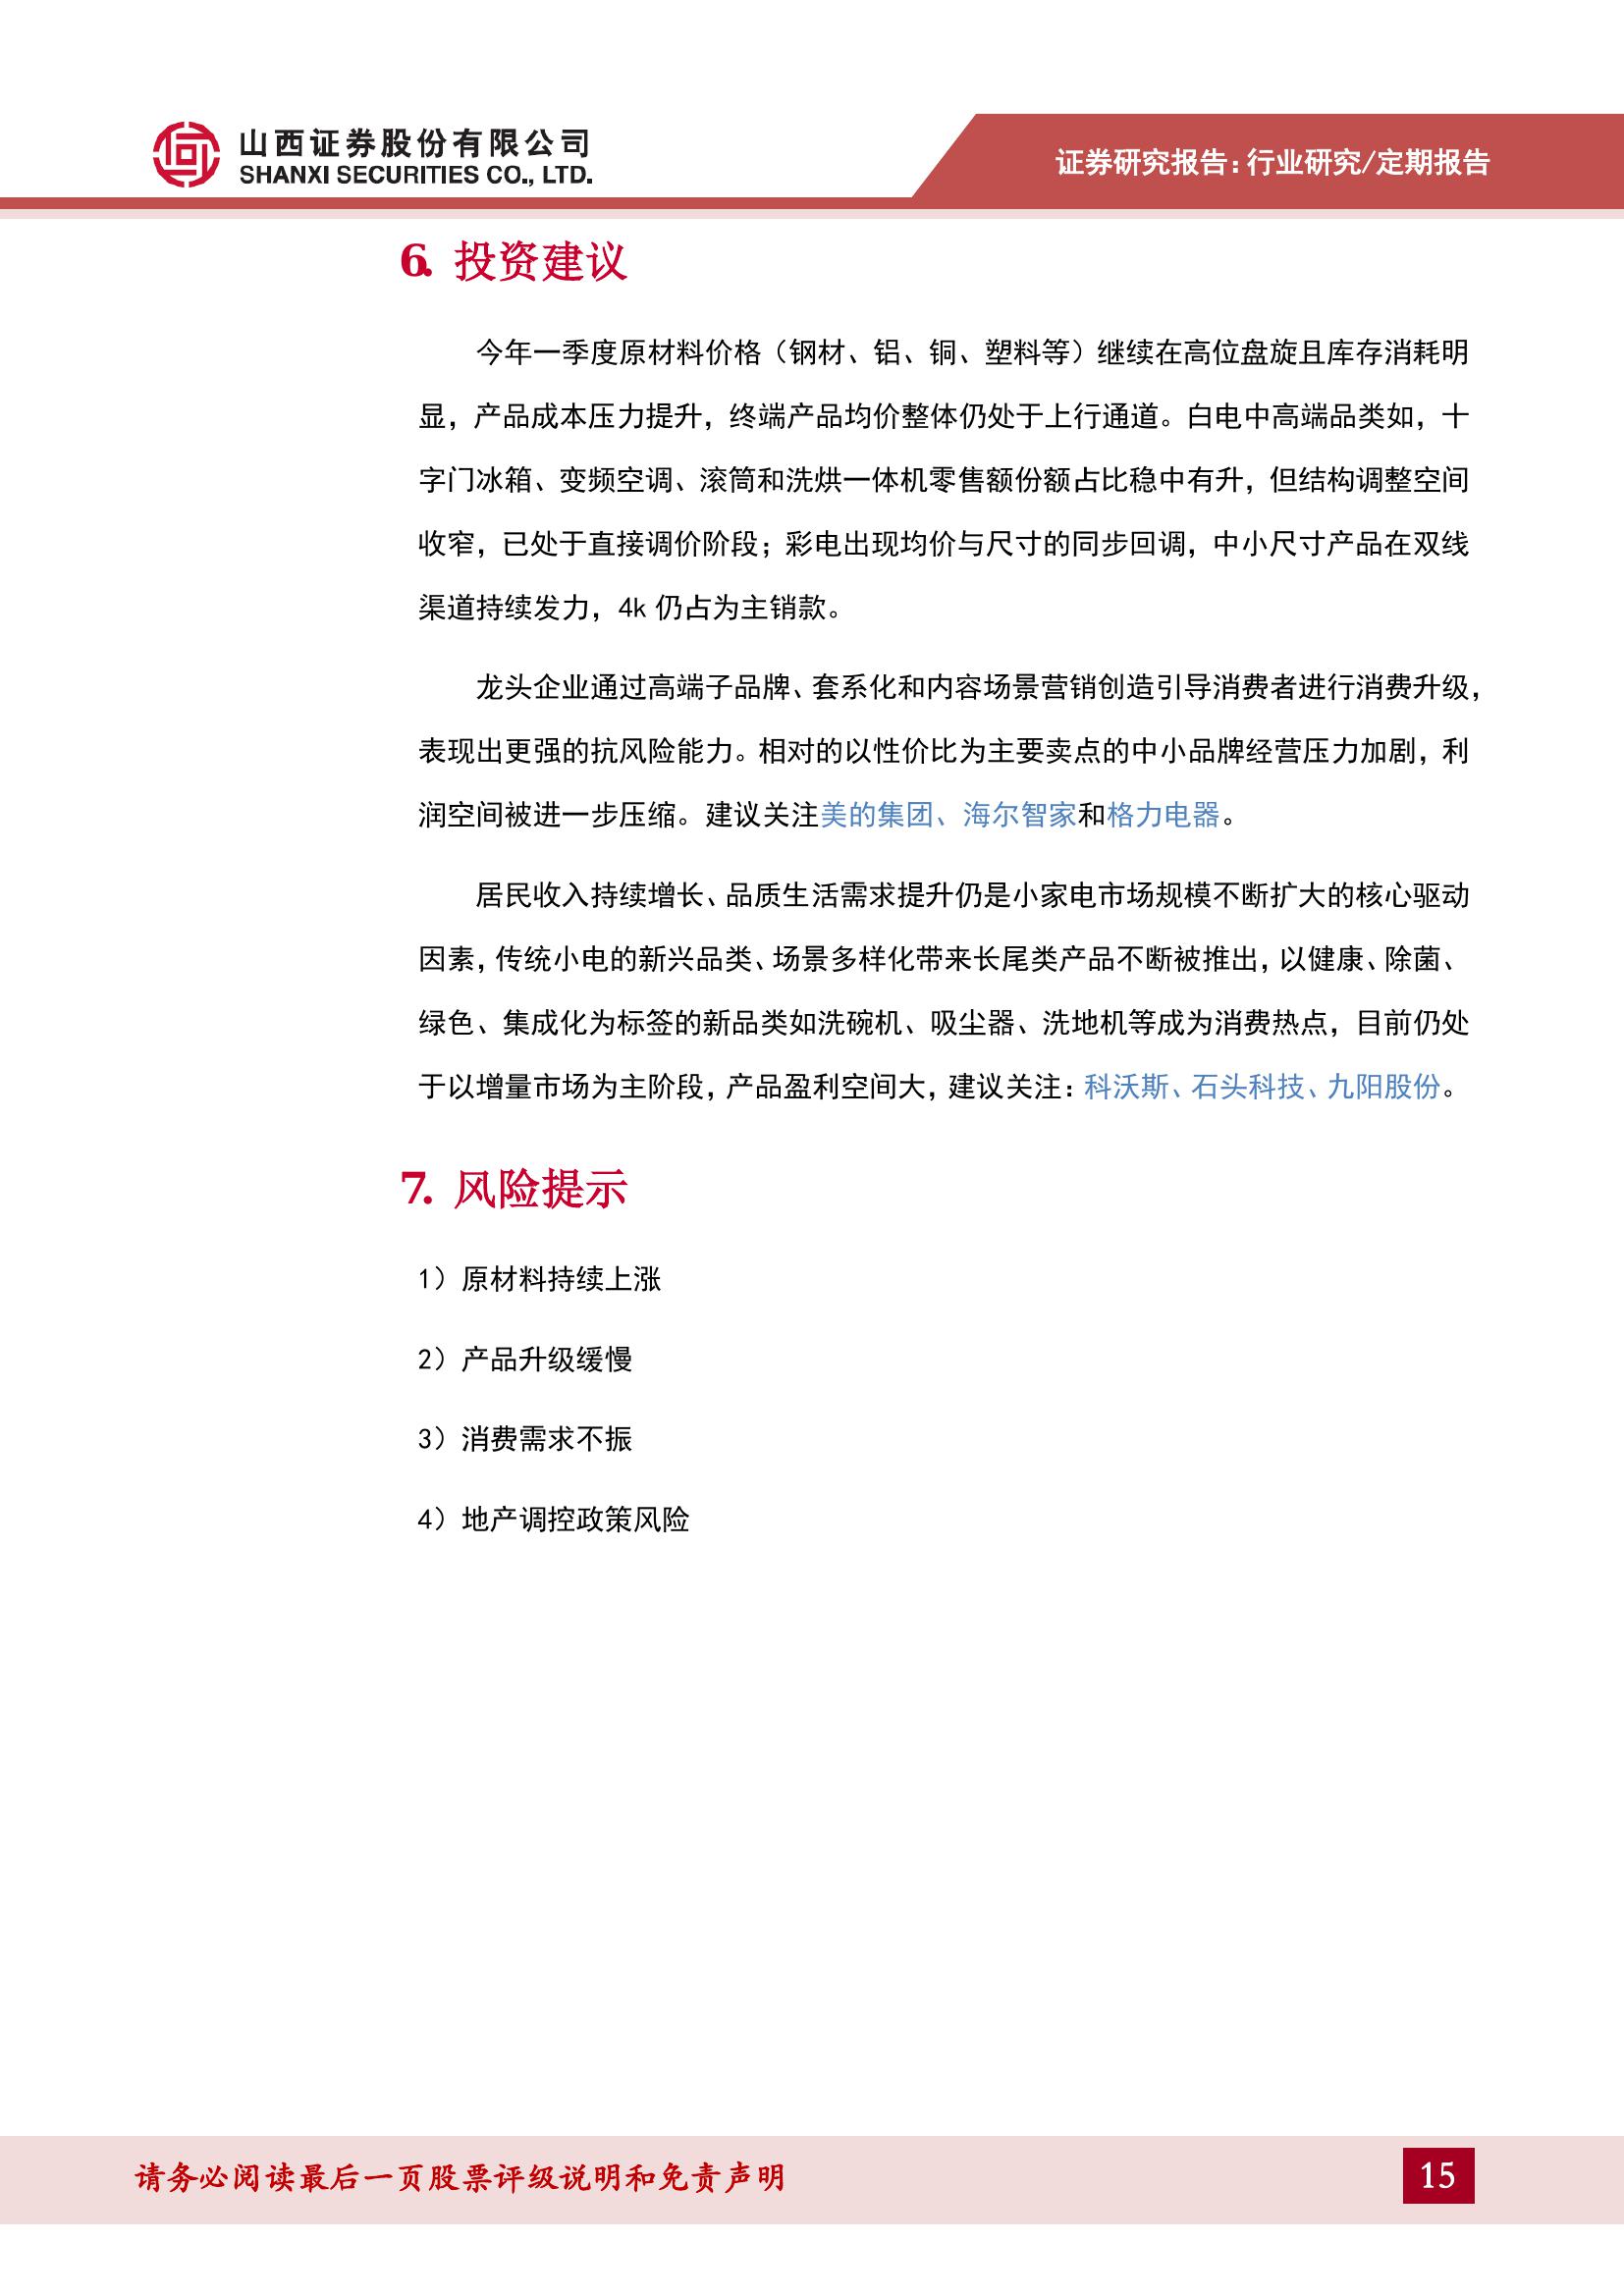 山西证券股份有限公司
SHANXI SECURITIES CO., LTD.
证券研究报告：行业研究/定期报告
6. 投资建议
今年一季度原材料价格（钢材、铝、铜、塑料等）继续在高位盘旋且库存消耗明
显，产品成本压力提升，终端产品均价整体仍处于上行通道。白电中高端品类如，十
字门冰箱、变频空调、滚筒和洗烘一体机零售额份额占比稳中有升，但结构调整空间
收窄，已处于直接调价阶段；彩电出现均价与尺寸的同步回调，中小尺寸产品在双线
渠道持续发力，4k 仍占为主销款。
龙头企业通过高端子品牌、套系化和内容场景营销创造引导消费者进行消费升级，
表现出更强的抗风险能力。相对的以性价比为主要卖点的中小品牌经营压力加剧，利
润空间被进一步压缩。建议关注美的集团、海尔智家和格力电器。
居民收入持续增长、品质生活需求提升仍是小家电市场规模不断扩大的核心驱动
因素，传统小电的新兴品类、场景多样化带来长尾类产品不断被推出，以健康、除菌、
绿色、集成化为标签的新品类如洗碗机、吸尘器、洗地机等成为消费热点，目前仍处
于以增量市场为主阶段，产品盈利空间大，建议关注：科沃斯、石头科技、九阳股份。
7. 风险提示
1）原材料持续上涨
2）产品升级缓慢
3）消费需求不振
4）地产调控政策风险
请务必阅读最后一页股票评级说明和免责声明
15